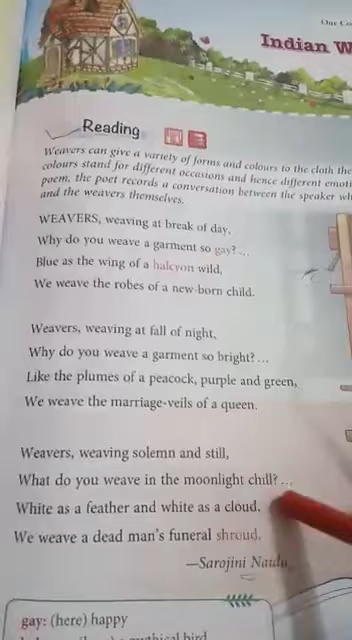 Our
Indian W
Reading
Weavers can give a variety of forms and colours to the cloth
colours stand for different occasions and hence different
poem, the poet records a conversation between the speaker
and the weavers themselves.
WEAVERS, weaving at break of day,
Why do you weave a garment so gay?...
Blue as the wing of a halcyon wild,
We weave the robes of a new-born child.
Weavers, weaving at fall of night,
Why do you weave a garment so bright?...
Like the plumes of a peacock, purple and green,
We weave the marriage-veils of a queen.
Weavers, weaving solemn and still,
What do you weave in the moonlight chill?...
White as a feather and white as a cloud.
We weave a dead man's funeral shroud.
—Sarojini Naidu
gay: (here) happy
bird